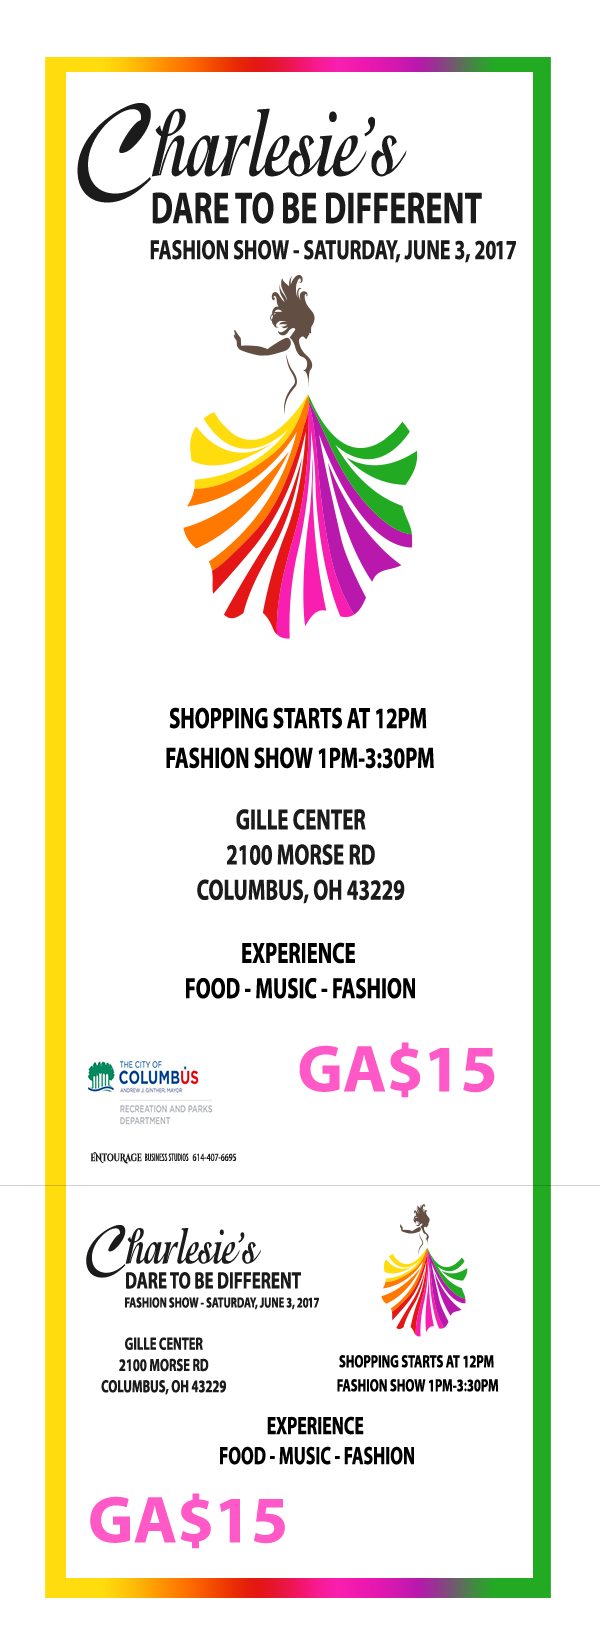 Charlesie's
DARE TO BE DIFFERENT
FASHION SHOW - SATURDAY, JUNE 3, 2017
SHOPPING STARTS AT 12PM
FASHION SHOW 1PM-3:30PM
GILLE CENTER
2100 MORSE RD
COLUMBUS, OH 43229
EXPERIENCE
FOOD - MUSIC - FASHION
GA$15
THE CITY OF
COLUMBUS
ANDREW J. GINTHER, MAYOR
RECREATION AND PARKS
DEPARTMENT
ENTOURAGE BUSINESS STUDIOS 614-407-6695
Charlesie's
DARE TO BE DIFFERENT
FASHION SHOW - SATURDAY, JUNE 3, 2017
GILLE CENTER
2100 MORSE RD
COLUMBUS, OH 43229
SHOPPING STARTS AT 12PM
FASHION SHOW 1PM-3:30PM
EXPERIENCE
FOOD - MUSIC - FASHION
GA$15